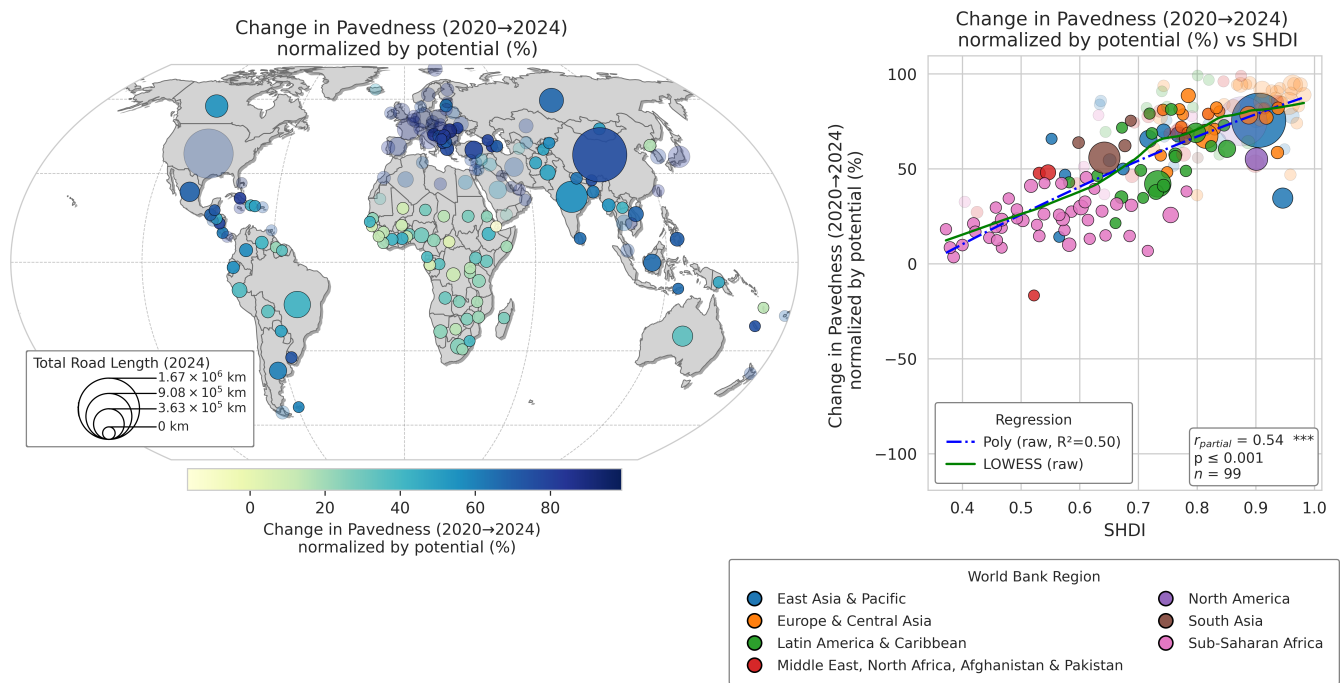 Change in Pavedness (2020→2024)
normalized by potential (%)
Total Road Length (2024)
1.67 × 10⁶ km
9.08 × 10⁵ km
3.63 × 10⁵ km
0 km
0 20 40 60 80
Change in Pavedness (2020→2024)
normalized by potential (%)
Change in Pavedness (2020→2024)
normalized by potential (%) vs SHDI
Change in Pavedness (2020→2024)
normalized by potential (%)
100
50
0
−50
−100
Regression
Poly (raw, R²=0.50)
LOWESS (raw)
r_partial = 0.54 ***
p ≤ 0.001
n = 99
0.4 0.5 0.6 0.7 0.8 0.9 1.0
SHDI
World Bank Region
East Asia & Pacific
Europe & Central Asia
Latin America & Caribbean
Middle East, North Africa, Afghanistan & Pakistan
North America
South Asia
Sub-Saharan Africa